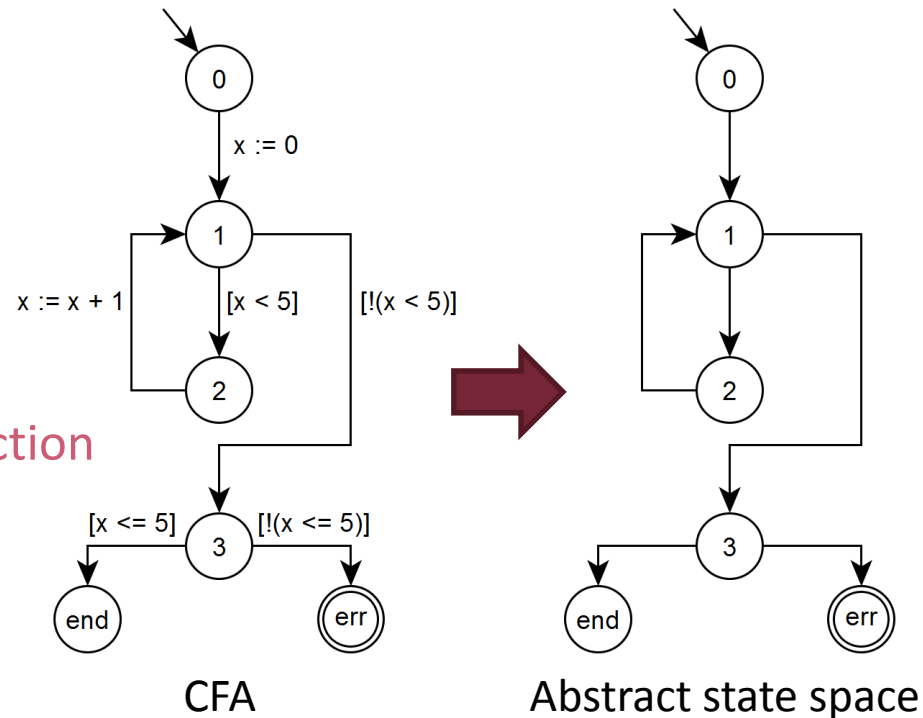 0
x := 0
1
x := x + 1
[x < 5]
[!(x < 5)]
2
ction
[x <= 5]
3
[!(x <= 5)]
end
err
CFA
0
1
2
3
end
err
Abstract state space